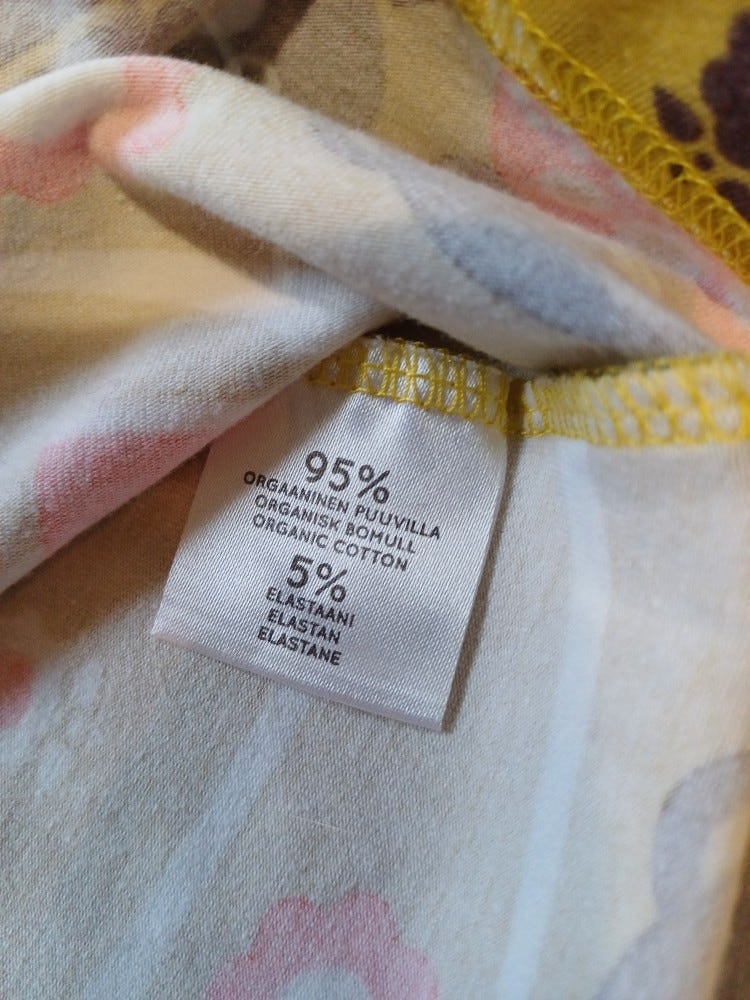 95%
ORGAANINEN PUUVILLA
ORGANISK BOMULL
ORGANIC COTTON
5%
ELASTAANI
ELASTAN
ELASTANE